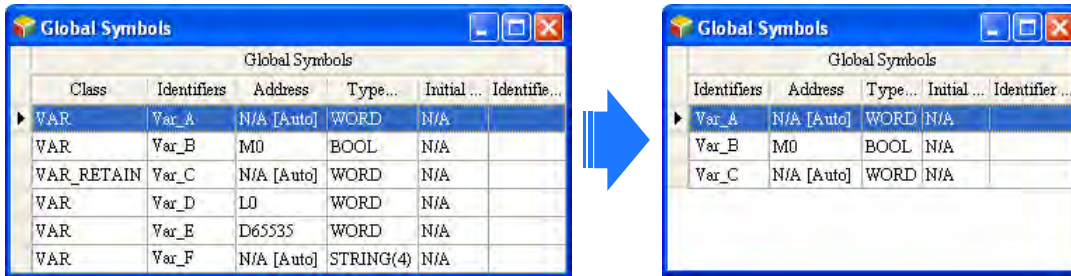 Global Symbols
Global Symbols
Class Identifiers Address Type... Initial ... Identifie...
VAR Var_A N/A [Auto] WORD N/A
VAR Var_B M0 BOOL N/A
VAR_RETAIN Var_C N/A [Auto] WORD N/A
VAR Var_D L0 WORD N/A
VAR Var_E D65535 WORD N/A
VAR Var_F N/A [Auto] STRING(4) N/A
Global Symbols
Global Symbols
Identifiers Address Type... Initial ... Identifier ...
Var_A N/A [Auto] WORD N/A
Var_B M0 BOOL N/A
Var_C N/A [Auto] WORD N/A